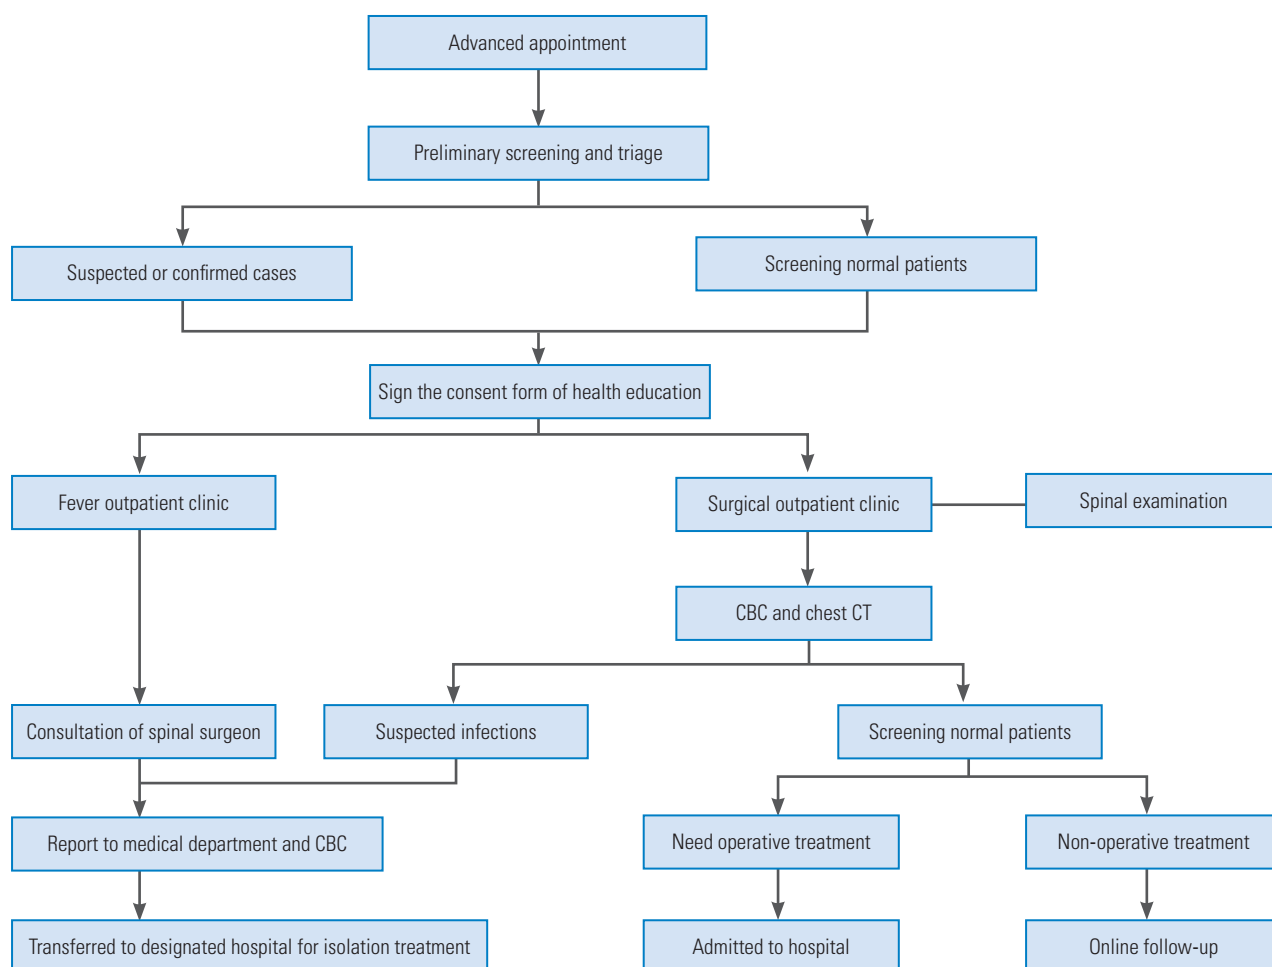 Advanced appointment
Preliminary screening and triage
Suspected or confirmed cases
Screening normal patients
Sign the consent form of health education
Fever outpatient clinic
Surgical outpatient clinic
Spinal examination
CBC and chest CT
Consultation of spinal surgeon
Suspected infections
Screening normal patients
Report to medical department and CBC
Need operative treatment
Non-operative treatment
Transferred to designated hospital for isolation treatment
Admitted to hospital
Online follow-up